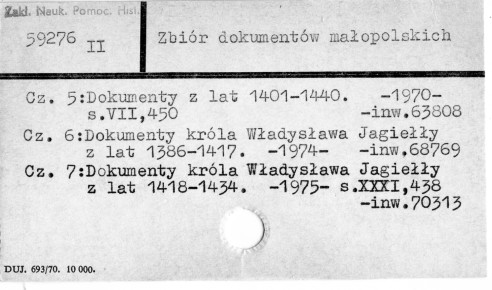 Zakł. Nauk. Pomoc. Hist.
59276 II
Zbiór dokumentów małopolskich
Cz. 5:Dokumenty z lat 1401-1440. -1970-
s.VII,450 -inw.63808
Cz. 6:Dokumenty króla Władysława Jagiełły
z lat 1386-1417. -1974- -inw.68769
Cz. 7:Dokumenty króla Władysława Jagiełły
z lat 1418-1434. -1975- s.XXXI,438
-inw.70313
DUJ. 693/70. 10 000.